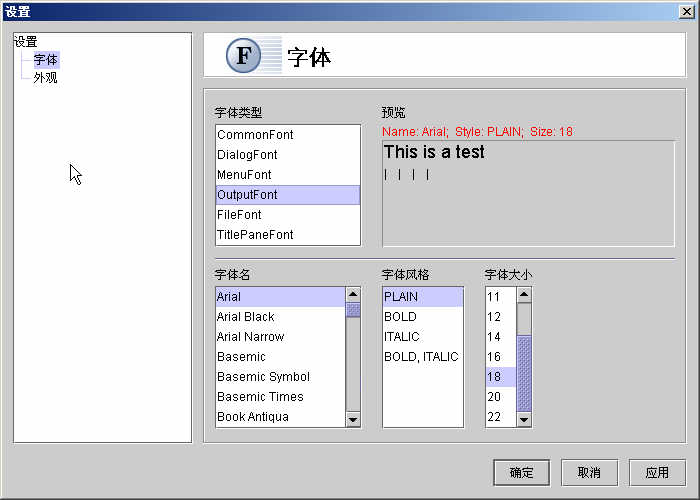 设置
设置
字体
外观
F 字体
字体类型
CommonFont
DialogFont
MenuFont
OutputFont
FileFont
TitlePaneFont
预览
Name: Arial; Style: PLAIN; Size: 18
This is a test
| | | |
字体名
Arial
Arial Black
Arial Narrow
Basemic
Basemic Symbol
Basemic Times
Book Antiqua
字体风格
PLAIN
BOLD
ITALIC
BOLD, ITALIC
字体大小
11
12
14
16
18
20
22
确定 取消 应用